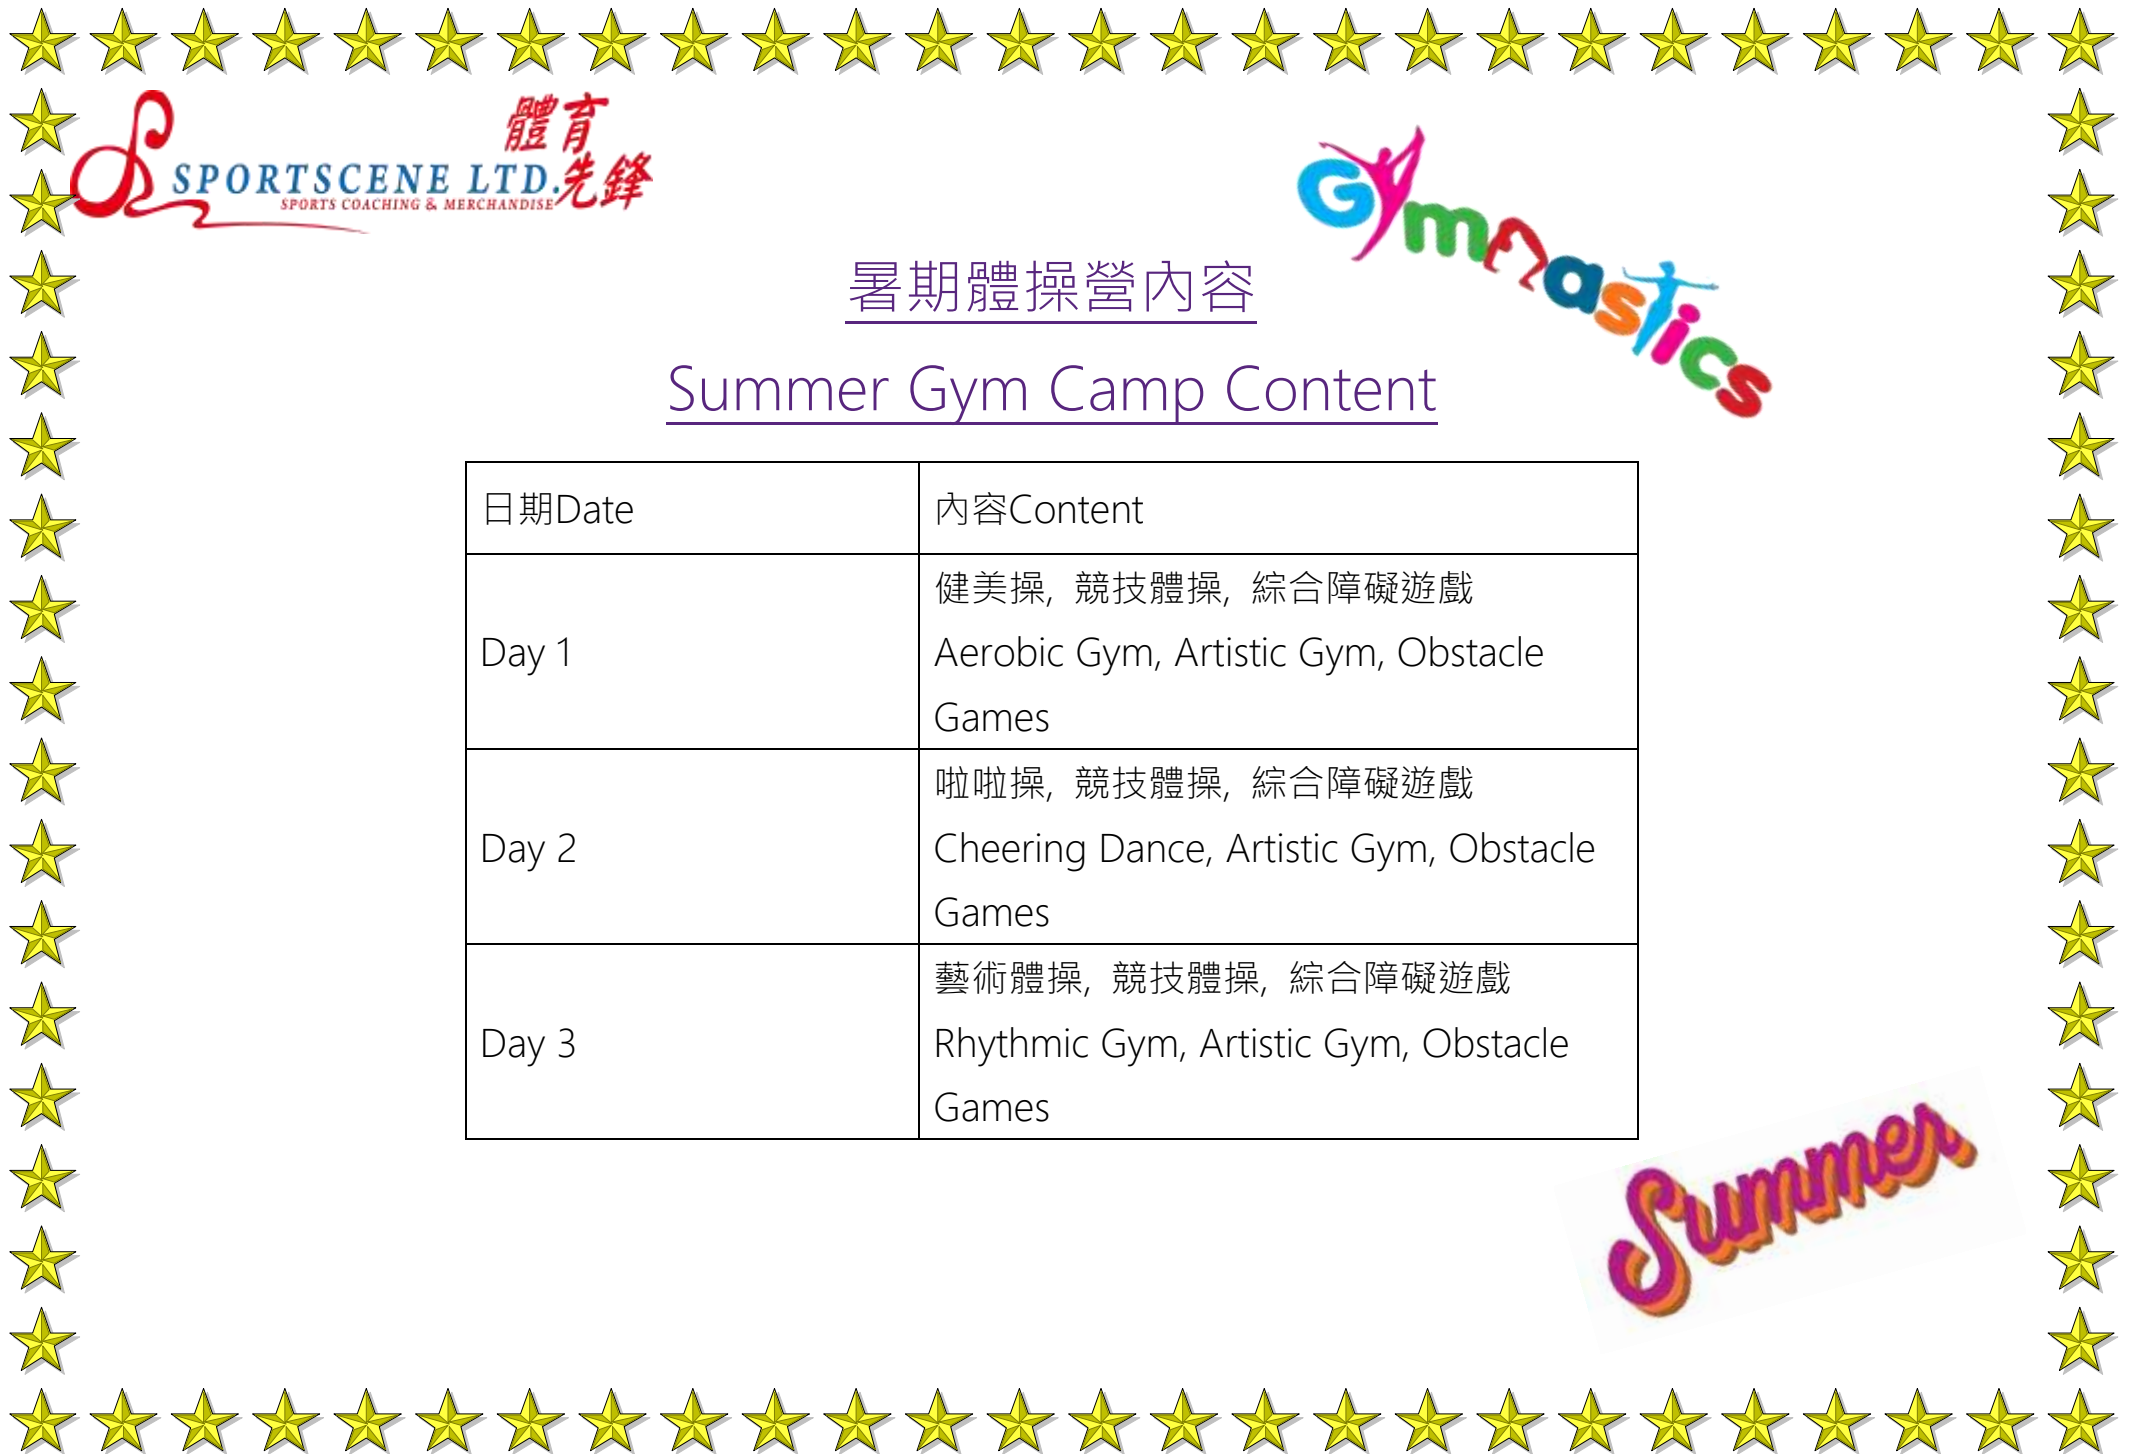 體育先鋒
SPORTSCENE LTD.
SPORTS COACHING & MERCHANDISE
Gymnastics
暑期體操營內容
Summer Gym Camp Content
日期Date
內容Content
Day 1
健美操, 競技體操, 綜合障礙遊戲
Aerobic Gym, Artistic Gym, Obstacle
Games
Day 2
啦啦操, 競技體操, 綜合障礙遊戲
Cheering Dance, Artistic Gym, Obstacle
Games
Day 3
藝術體操, 競技體操, 綜合障礙遊戲
Rhythmic Gym, Artistic Gym, Obstacle
Games
Summer